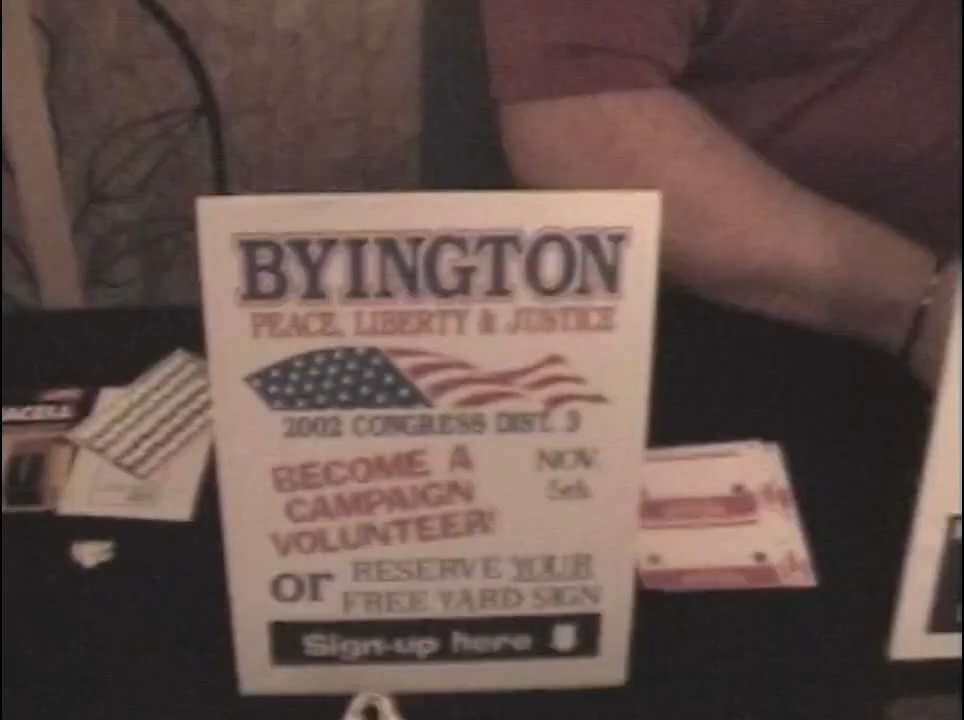 BYINGTON
PEACE, LIBERTY & JUSTICE
2002 CONGRESS DIST. 3
BECOME A
CAMPAIGN
VOLUNTEER!
NOV
5th
or RESERVE YOUR
FREE YARD SIGN
Sign-up here